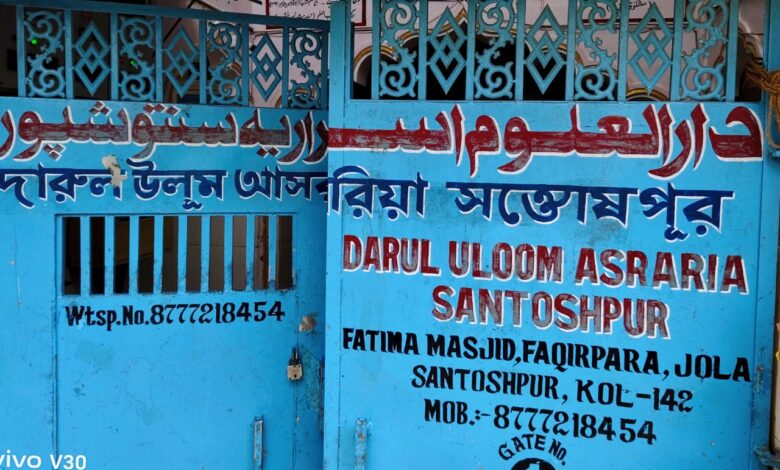 دارالعلوم اسراریه سنتوشپور
দারুল উলূম আসরারিয়া সন্তোষপুর
DARUL ULOOM ASRARIA
SANTOSHPUR
Wtsp.No.8777218454
FATIMA MASJID,FAQIRPARA, JOLA
SANTOSHPUR, KOL-142
MOB.:-8777218454
GATE No.
vivo V30